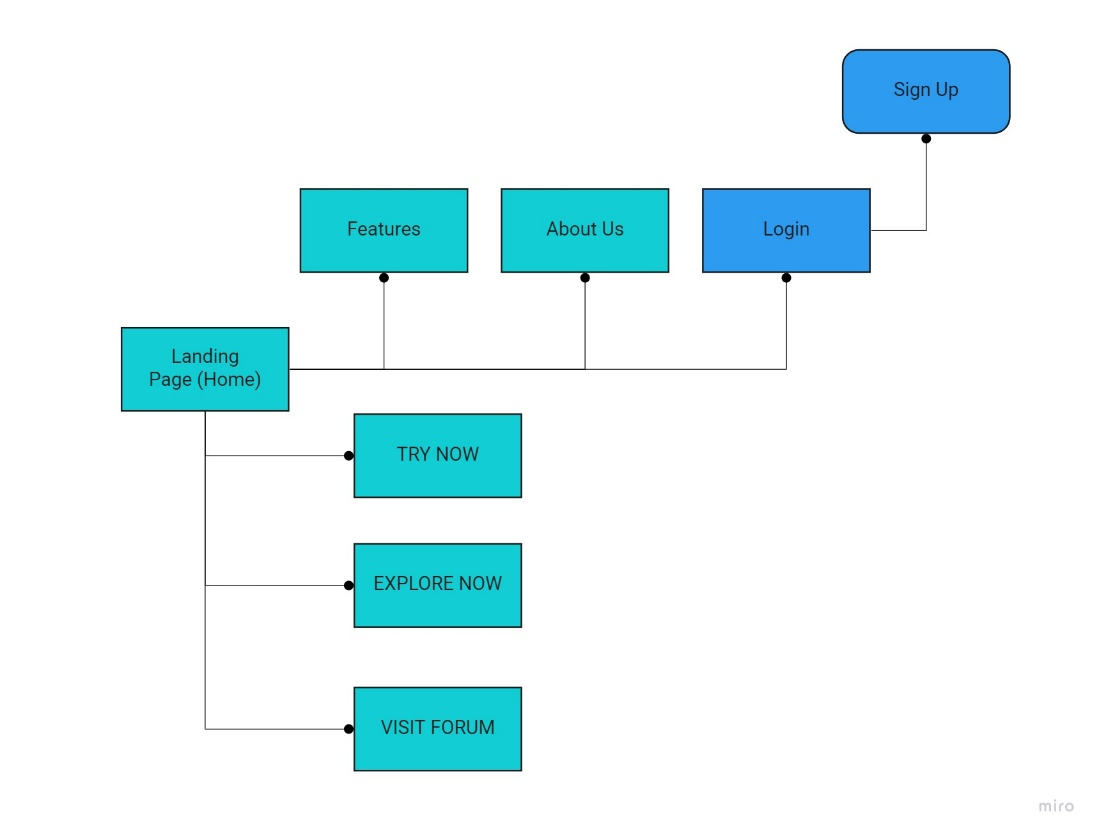 Sign Up
Features
About Us
Login
Landing
Page (Home)
TRY NOW
EXPLORE NOW
VISIT FORUM
miro